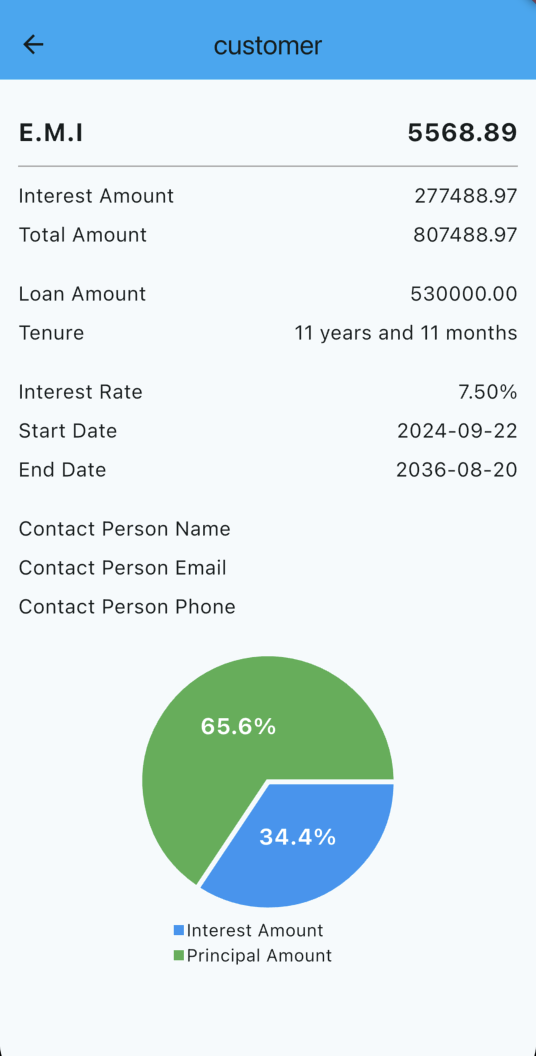 customer
E.M.I 5568.89
Interest Amount 277488.97
Total Amount 807488.97
Loan Amount 530000.00
Tenure 11 years and 11 months
Interest Rate 7.50%
Start Date 2024-09-22
End Date 2036-08-20
Contact Person Name
Contact Person Email
Contact Person Phone
65.6%
34.4%
Interest Amount
Principal Amount